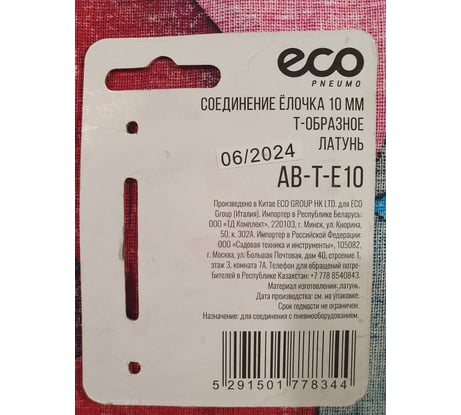 eco
PNEUMO
СОЕДИНЕНИЕ ЁЛОЧКА 10 ММ
Т-ОБРАЗНОЕ
ЛАТУНЬ
06/2024
AB-T-E10
Произведено в Китае ECO GROUP HK LTD. для ECO
Group (Италия). Импортер в Республике Беларусь:
ООО «ТД Комплект», 220103, г. Минск, ул. Кнорина,
50, к. 302А. Импортер в Российской Федерации:
ООО «Садовая техника и инструменты», 105082,
г. Москва, ул. Большая Почтовая, дом 40, строение 1,
этаж 3, комната 7А. Телефон для обращений потре-
бителей в Республике Казахстан: +7 778 8540843.
Материал изготовления: латунь.
Дата производства: см. на упаковке.
Срок годности не ограничен.
Назначение: для соединения с пневмооборудованием.
5 291501 778344